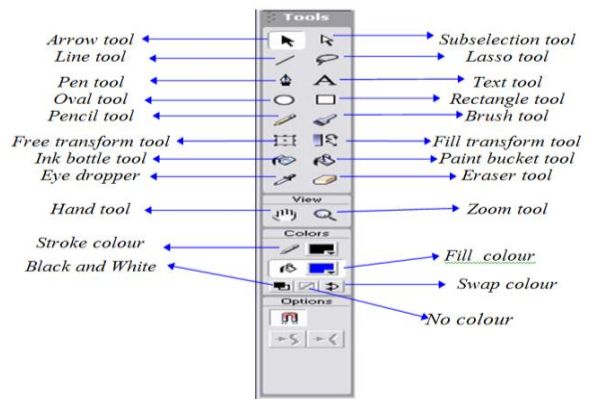 Tools
Arrow tool
Subselection tool
Line tool
Lasso tool
Pen tool
Text tool
Oval tool
Rectangle tool
Pencil tool
Brush tool
Free transform tool
Fill transform tool
Ink bottle tool
Paint bucket tool
Eye dropper
Eraser tool
View
Hand tool
Zoom tool
Colors
Stroke colour
Fill colour
Black and White
Swap colour
Options
No colour